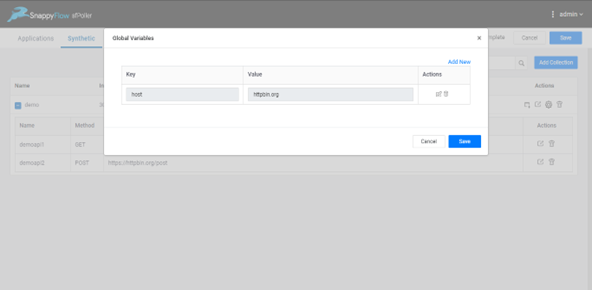 SnappyFlow sfPoller
admin
Applications Synthetic
Cancel Save
Add Collection
Global Variables
×
Add New
Key Value Actions
host httpbin.org
Cancel Save
Name Actions
demo
Name Method Actions
demoapi1 GET
demoapi2 POST https://httpbin.org/post